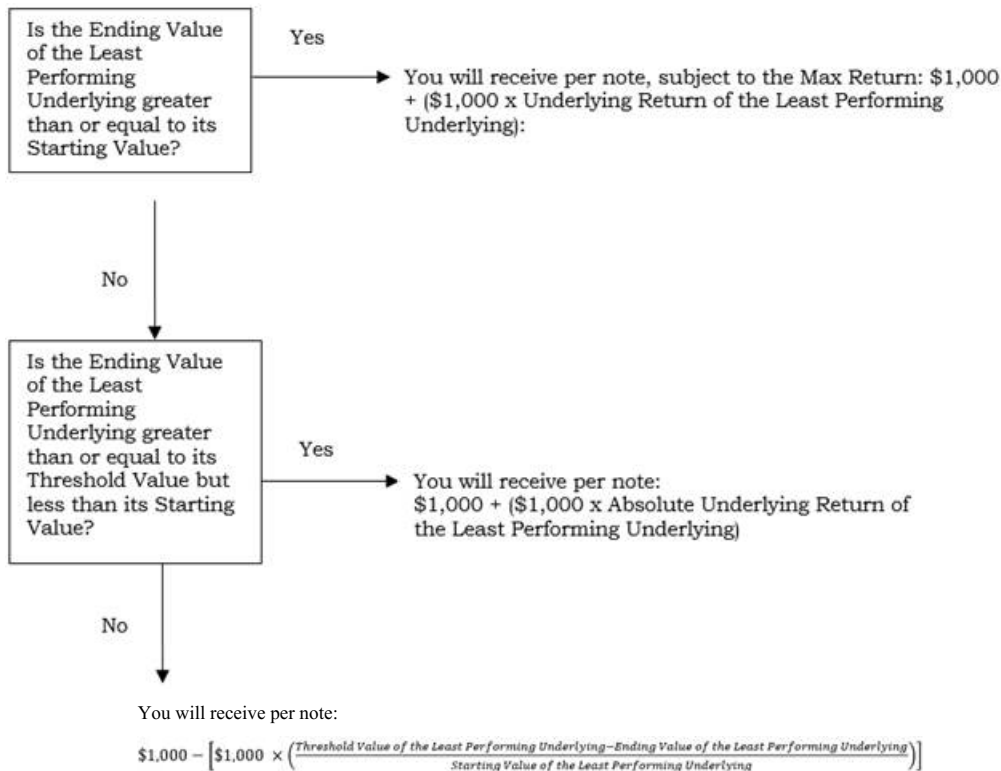 Is the Ending Value
of the Least
Performing
Underlying greater
than or equal to its
Starting Value?
Yes
You will receive per note, subject to the Max Return: $1,000
+ ($1,000 x Underlying Return of the Least Performing
Underlying):
No
Is the Ending Value
of the Least
Performing
Underlying greater
than or equal to its
Threshold Value but
less than its Starting
Value?
Yes
You will receive per note:
$1,000 + ($1,000 x Absolute Underlying Return of
the Least Performing Underlying)
No
You will receive per note:
$1,000 − [$1,000 × (Threshold Value of the Least Performing Underlying−Ending Value of the Least Performing Underlying
Starting Value of the Least Performing Underlying)]